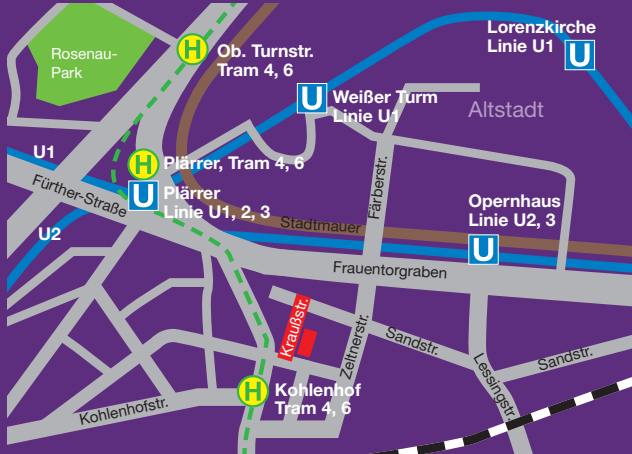 Rosenau-
Park
H
Ob. Turnstr.
Tram 4, 6
Lorenzkirche
Linie U1
U
U
Weißer Turm
Linie U1
Altstadt
U1
H
Plärrer, Tram 4, 6
U
Plärrer
Linie U1, 2, 3
Fürther-Straße
U2
Färberstr.
Stadtmauer
Opernhaus
Linie U2, 3
U
Frauentorgraben
Kraußstr.
Zeltnerstr.
Sandstr.
Lessingstr.
Sandstr.
H
Kohlenhof
Tram 4, 6
Kohlenhofstr.